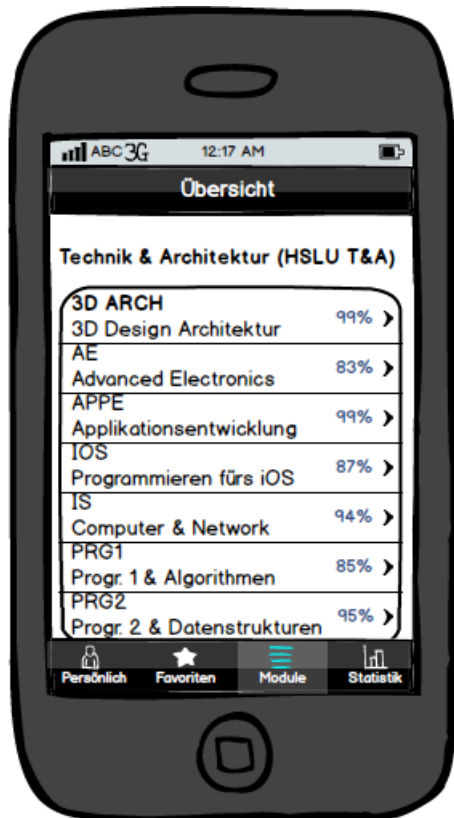 ABC 3G 12:17 AM
Übersicht
Technik & Architektur (HSLU T&A)
3D ARCH
3D Design Architektur 99%
AE
Advanced Electronics 83%
APPE
Applikationsentwicklung 99%
IOS
Programmieren fürs iOS 87%
IS
Computer & Network 94%
PRG1
Progr. 1 & Algorithmen 85%
PRG2
Progr. 2 & Datenstrukturen 95%
Persönlich Favoriten Module Statistik